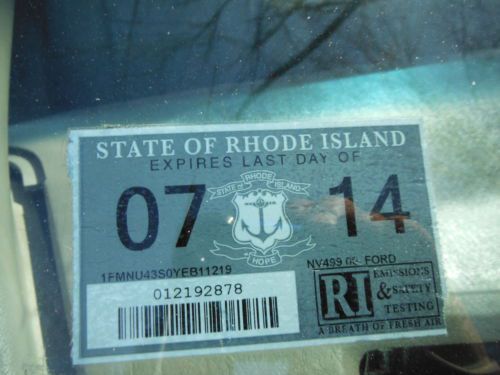 STATE OF RHODE ISLAND
EXPIRES LAST DAY OF
07 14
STATE of RHODE ISLAND
HOPE
1FMNU43S0YEB11219
NV499 FORD
012192878
RI EMISSIONS
& SAFETY
TESTING
A BREATH OF FRESH AIR